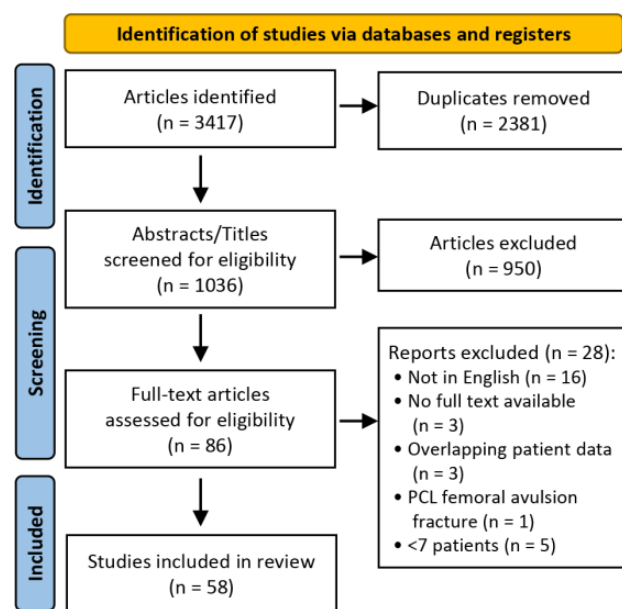 Identification of studies via databases and registers
Identification
Articles identified
(n = 3417)
Duplicates removed
(n = 2381)
Screening
Abstracts/Titles
screened for eligibility
(n = 1036)
Articles excluded
(n = 950)
Full-text articles
assessed for eligibility
(n = 86)
Reports excluded (n = 28):
• Not in English (n = 16)
• No full text available
(n = 3)
• Overlapping patient data
(n = 3)
• PCL femoral avulsion
fracture (n = 1)
• <7 patients (n = 5)
Included
Studies included in review
(n = 58)